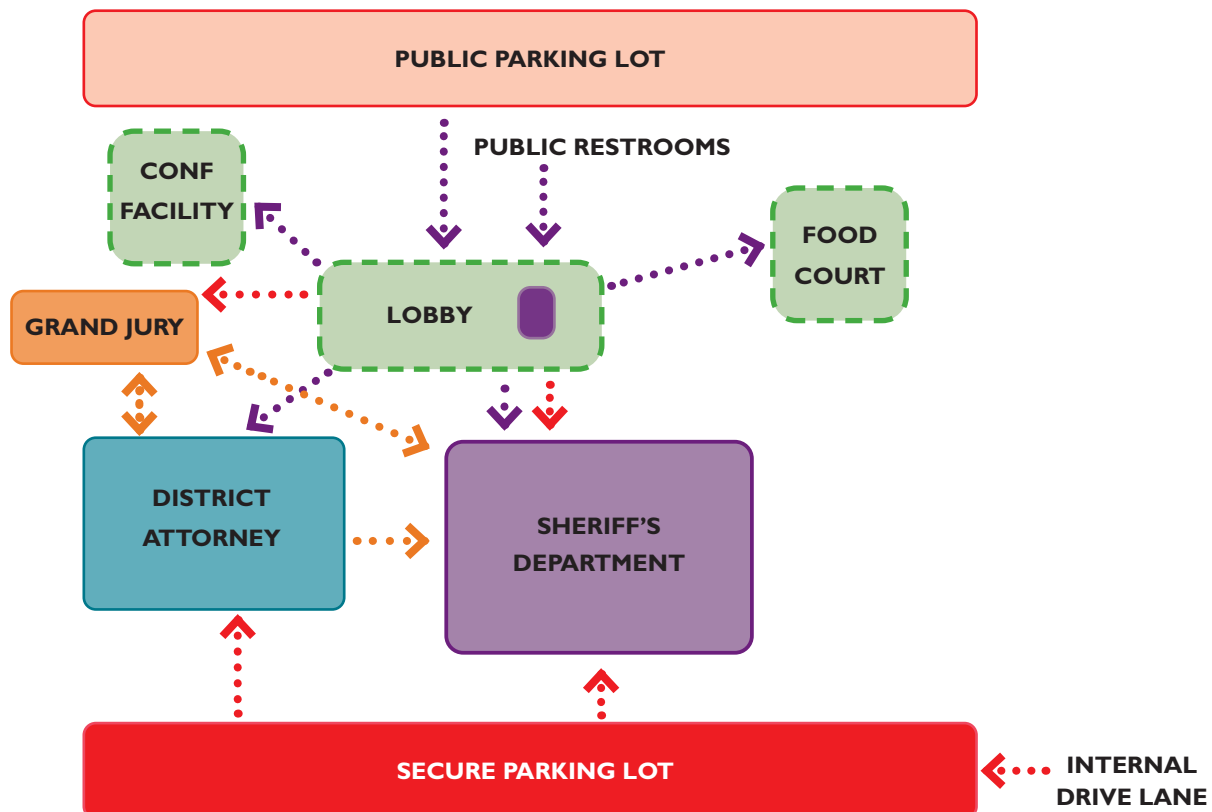 PUBLIC PARKING LOT
PUBLIC RESTROOMS
CONF
FACILITY
FOOD
COURT
LOBBY
GRAND JURY
DISTRICT
ATTORNEY
SHERIFF’S
DEPARTMENT
SECURE PARKING LOT
INTERNAL
DRIVE LANE